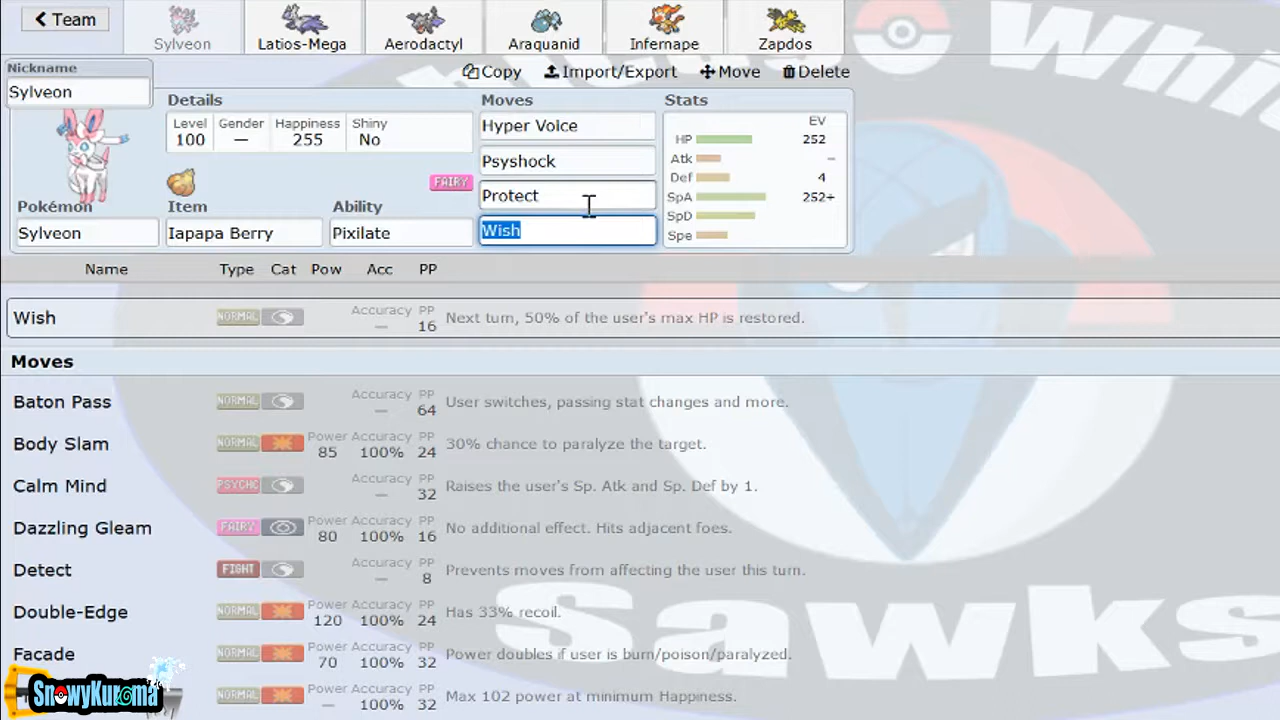 < Team
Sylveon
Latios-Mega
Aerodactyl
Araquanid
Infernape
Zapdos
Nickname
Sylveon
Copy Import/Export Move Delete
Details
Level Gender Happiness Shiny
100 — 255 No
FAIRY
Pokémon
Sylveon
Item
Iapapa Berry
Ability
Pixilate
Moves
Hyper Voice
Psyshock
Protect
Wish
Stats
EV
HP 252
Atk –
Def 4
SpA 252+
SpD
Spe
Name Type Cat Pow Acc PP
Wish NORMAL Accuracy — PP 16 Next turn, 50% of the user's max HP is restored.
Moves
Baton Pass NORMAL Accuracy — PP 64 User switches, passing stat changes and more.
Body Slam NORMAL Power 85 Accuracy 100% PP 24 30% chance to paralyze the target.
Calm Mind PSYCHC Accuracy — PP 32 Raises the user's Sp. Atk and Sp. Def by 1.
Dazzling Gleam FAIRY Power 80 Accuracy 100% PP 16 No additional effect. Hits adjacent foes.
Detect FIGHT Accuracy — PP 8 Prevents moves from affecting the user this turn.
Double-Edge NORMAL Power 120 Accuracy 100% PP 24 Has 33% recoil.
Facade NORMAL Power 70 Accuracy 100% PP 32 Power doubles if user is burn/poison/paralyzed.
NORMAL Power — Accuracy 100% PP 32 Max 102 power at minimum Happiness.
Whi
Sawks
SnowyKuroma